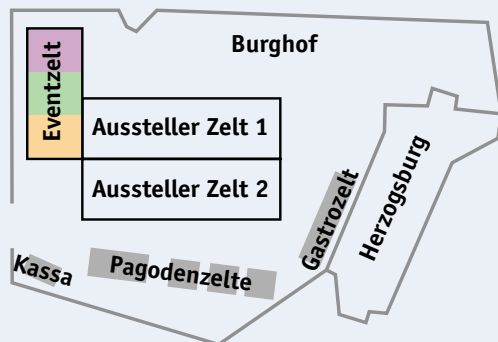 Burghof
Eventzelt
Aussteller Zelt 1
Aussteller Zelt 2
Gastrozelt
Herzogsburg
Kassa
Pagodenzelte